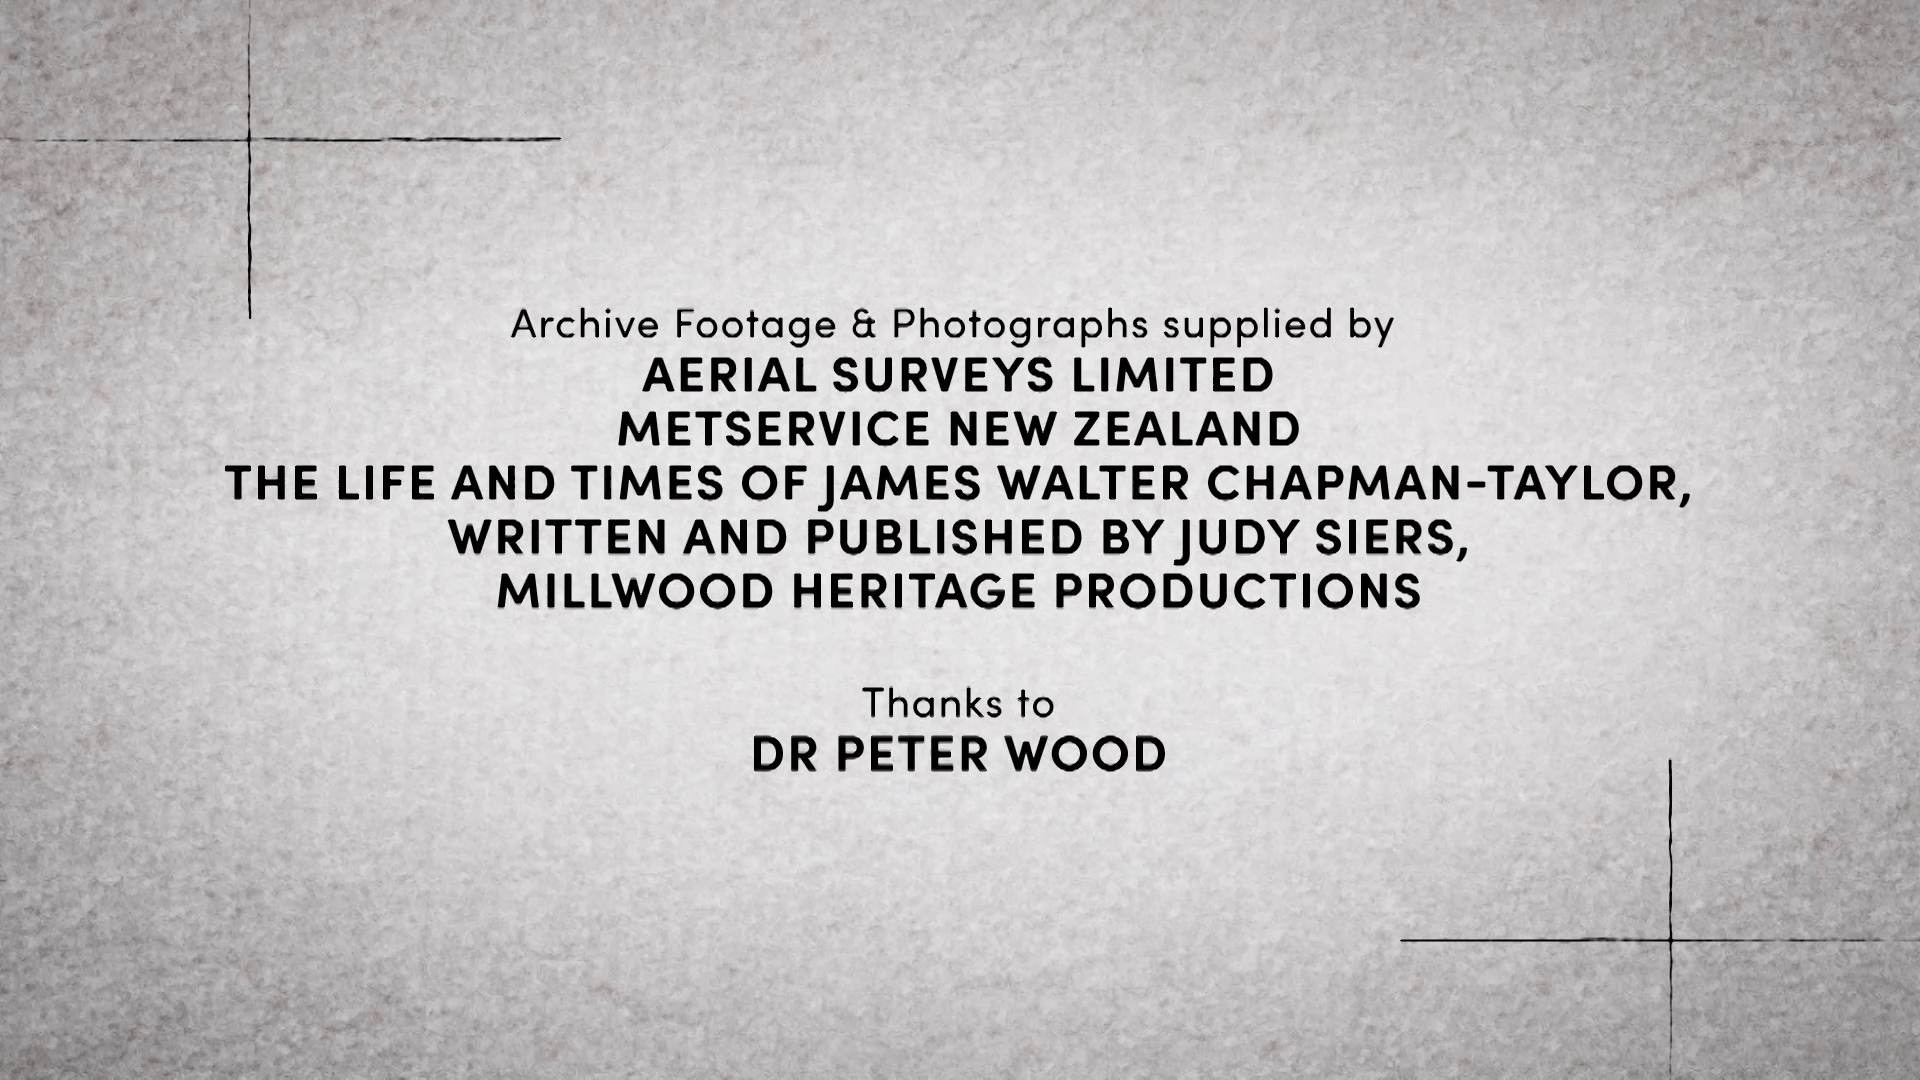 Archive Footage & Photographs supplied by
AERIAL SURVEYS LIMITED
METSERVICE NEW ZEALAND
THE LIFE AND TIMES OF JAMES WALTER CHAPMAN-TAYLOR,
WRITTEN AND PUBLISHED BY JUDY SIERS,
MILLWOOD HERITAGE PRODUCTIONS
Thanks to
DR PETER WOOD